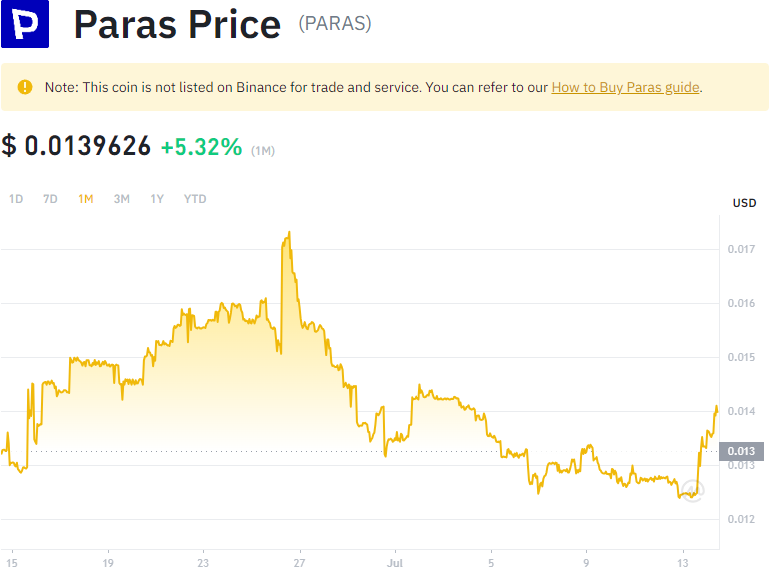 Paras Price (PARAS)
Note: This coin is not listed on Binance for trade and service. You can refer to our How to Buy Paras guide.
$ 0.0139626 +5.32% (1M)
1D 7D 1M 3M 1Y YTD
USD
0.017
0.016
0.015
0.014
0.013
0.013
0.012
15 19 23 27 Jul 5 9 13